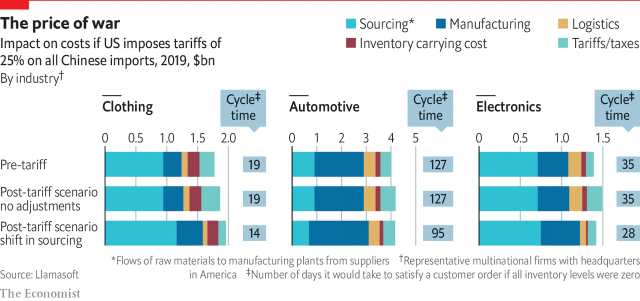 The price of war
Impact on costs if US imposes tariffs of
25% on all Chinese imports, 2019, $bn
By industry†
Sourcing* Manufacturing Logistics
Inventory carrying cost Tariffs/taxes
Clothing Cycle‡ time
0 0.5 1.0 1.5 2.0
Automotive Cycle‡ time
0 1 2 3 4 5
Electronics Cycle‡ time
0 0.5 1.0 1.5
Pre-tariff 19 127 35
Post-tariff scenario
no adjustments 19 127 35
Post-tariff scenario
shift in sourcing 14 95 28
*Flows of raw materials to manufacturing plants from suppliers †Representative multinational firms with headquarters
Source: Llamasoft in America ‡Number of days it would take to satisfy a customer order if all inventory levels were zero
The Economist